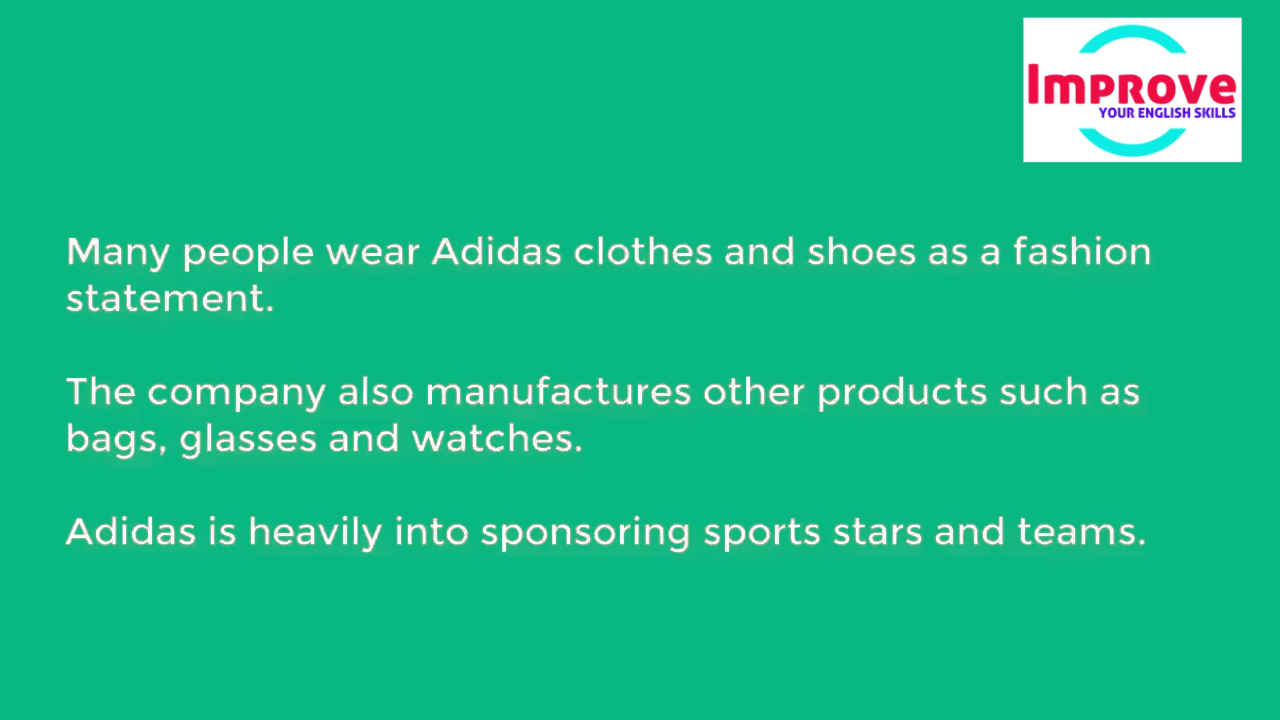 Improve
YOUR ENGLISH SKILLS
Many people wear Adidas clothes and shoes as a fashion
statement.
The company also manufactures other products such as
bags, glasses and watches.
Adidas is heavily into sponsoring sports stars and teams.